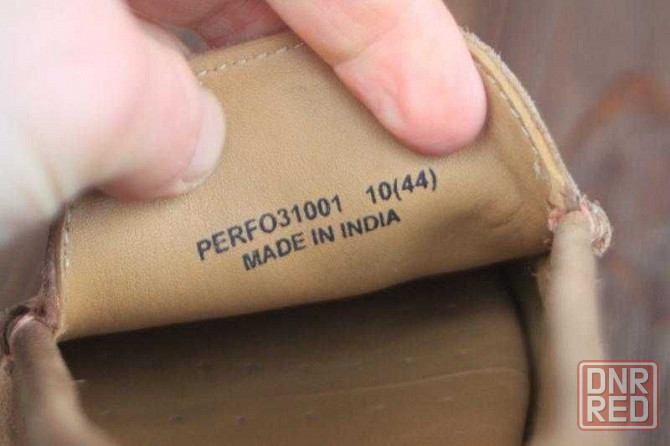 PERFO31001 10(44)
MADE IN INDIA
DNR
RED